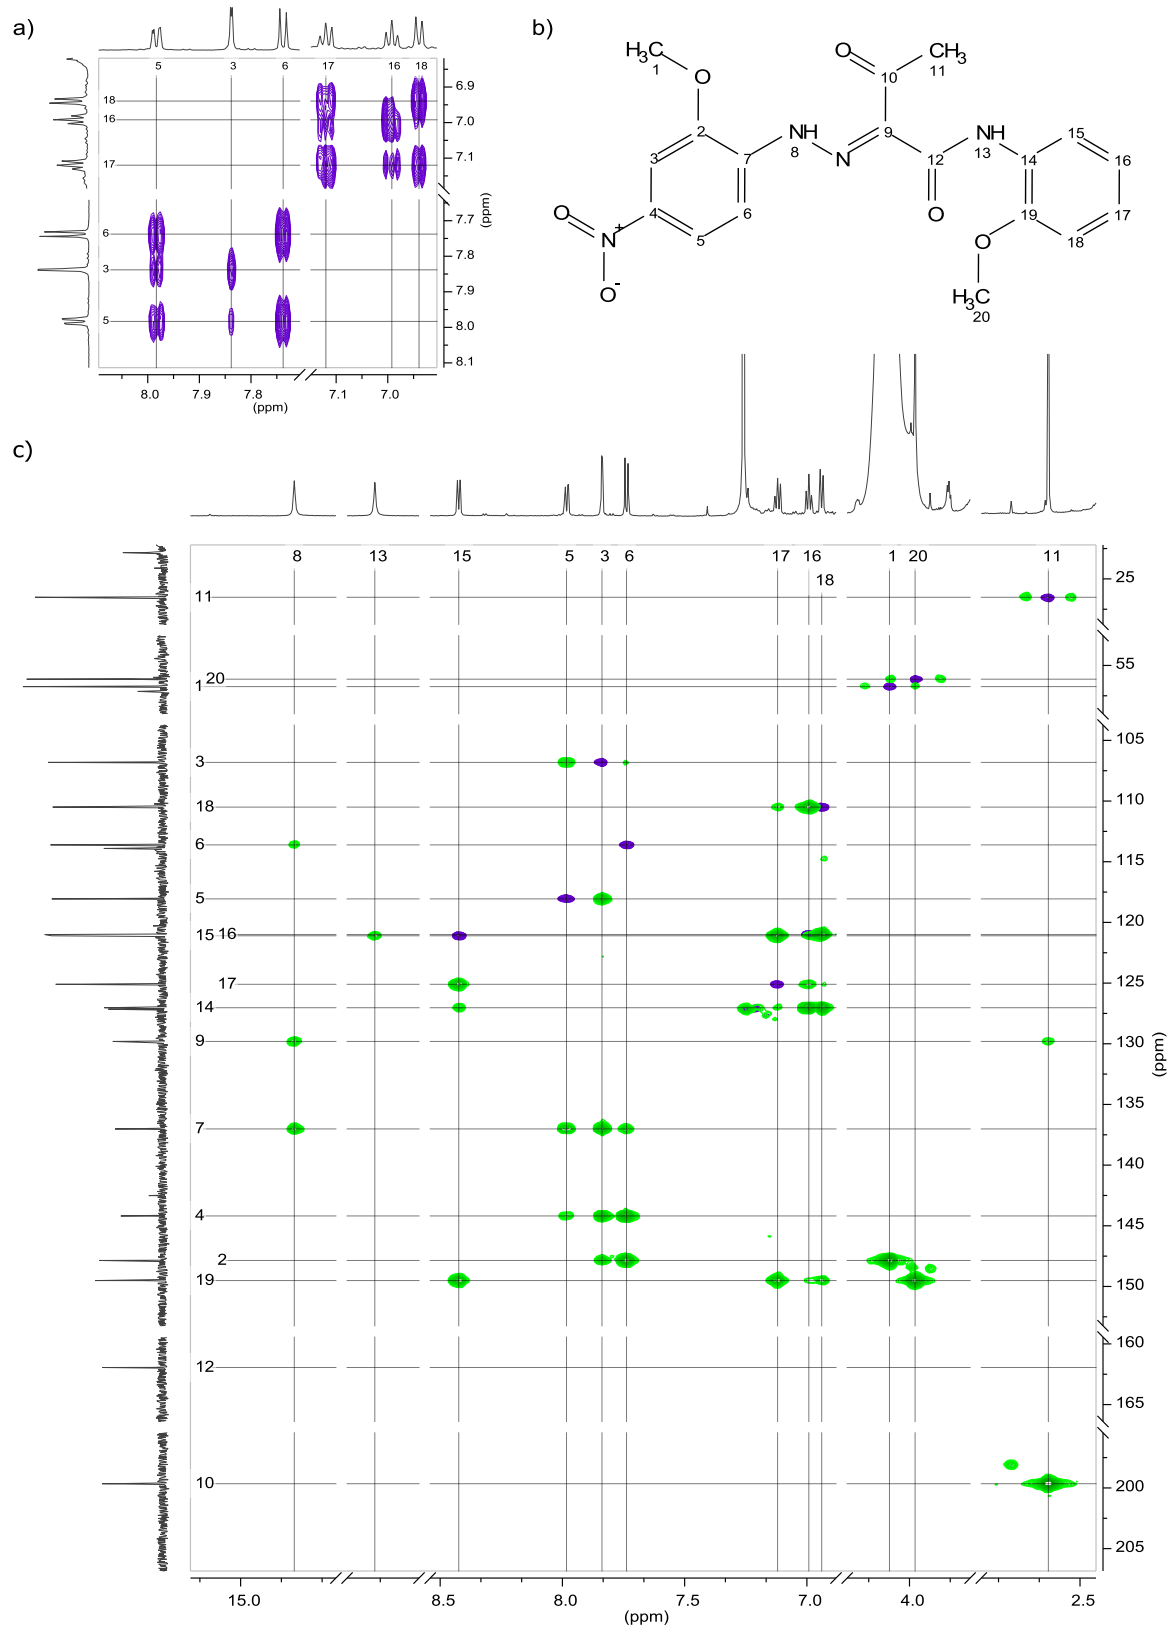 a)
5 3 6 17 16 18
18
16
17
6
3
5
6.9
7.0
7.1
(ppm)
7.7
7.8
7.9
8.0
8.1
8.0 7.9 7.8 7.1 7.0
(ppm) (ppm)
b)
H₃C
1
O
O
CH₃
11
10
2
NH
8
N
9
NH
13
15
3
7
12
14
16
O
N⁺
4
6
5
O
19
17
18
O
O⁻
H₃C
20
c)
8 13 15 5 3 6 17 16 1 20 11
18
11
20
1
3
18
6
5
15 16
17
14
9
7
4
2
19
12
10
25
55
105
110
115
120
125
130
(ppm)
135
140
145
150
160
165
200
205
15.0 8.5 8.0 7.5 7.0 4.0 2.5
(ppm) (ppm)